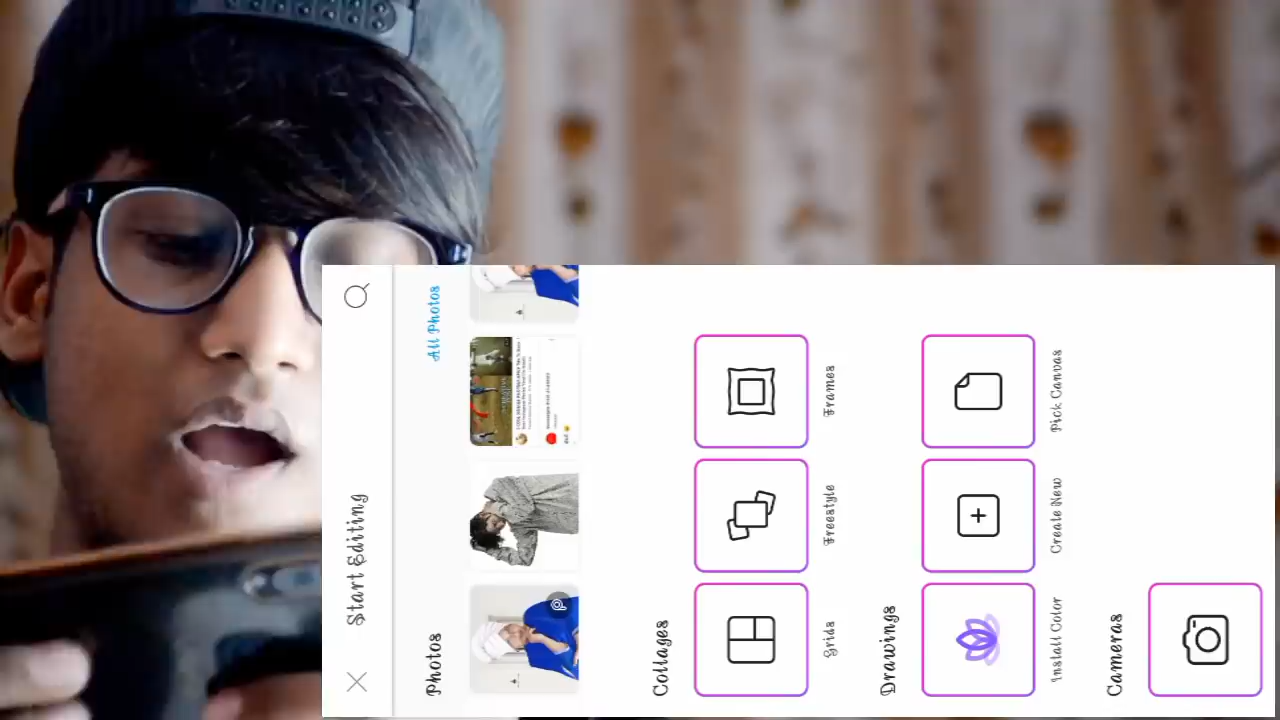 Start Editing
Photos
All Photos
Collages
Grids
Freestyle
Frames
Drawings
Install Color
Create New
Pick Canvas
Cameras